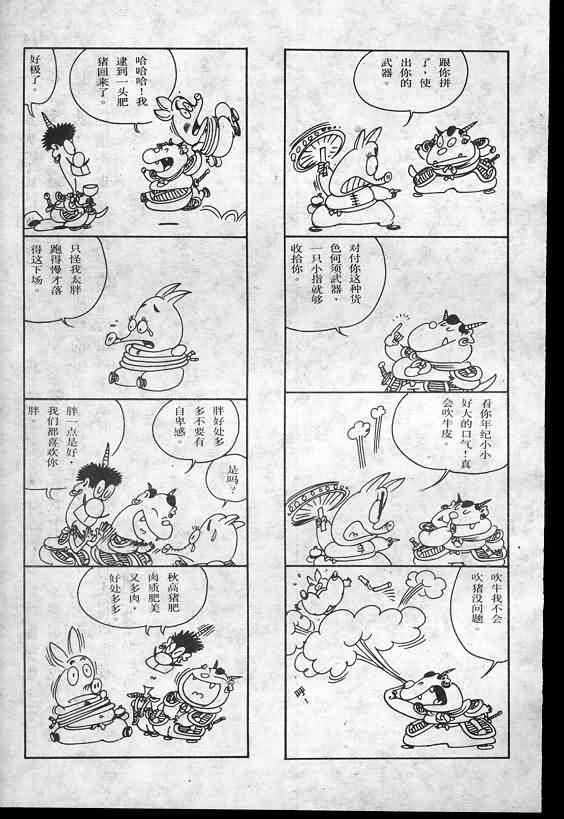 跟你拼
了，使
出你的
武器。
对付你这种货
色何须武器，
一只小指就够
收拾你。
看你年纪小小
好大的口气！真
会吹牛皮。
吹牛我不会
吹猪没问题。
呼！
哈哈哈！我
逮到一头肥
猪回来了。
好极了。
只怪我太胖
跑得慢才落
得这下场。
胖好处多
多不要有
自卑感。
是吗？
胖一点是好，
我们都喜欢你
胖。
秋高猪肥
肉质肥美
又多肉，
好处多多。